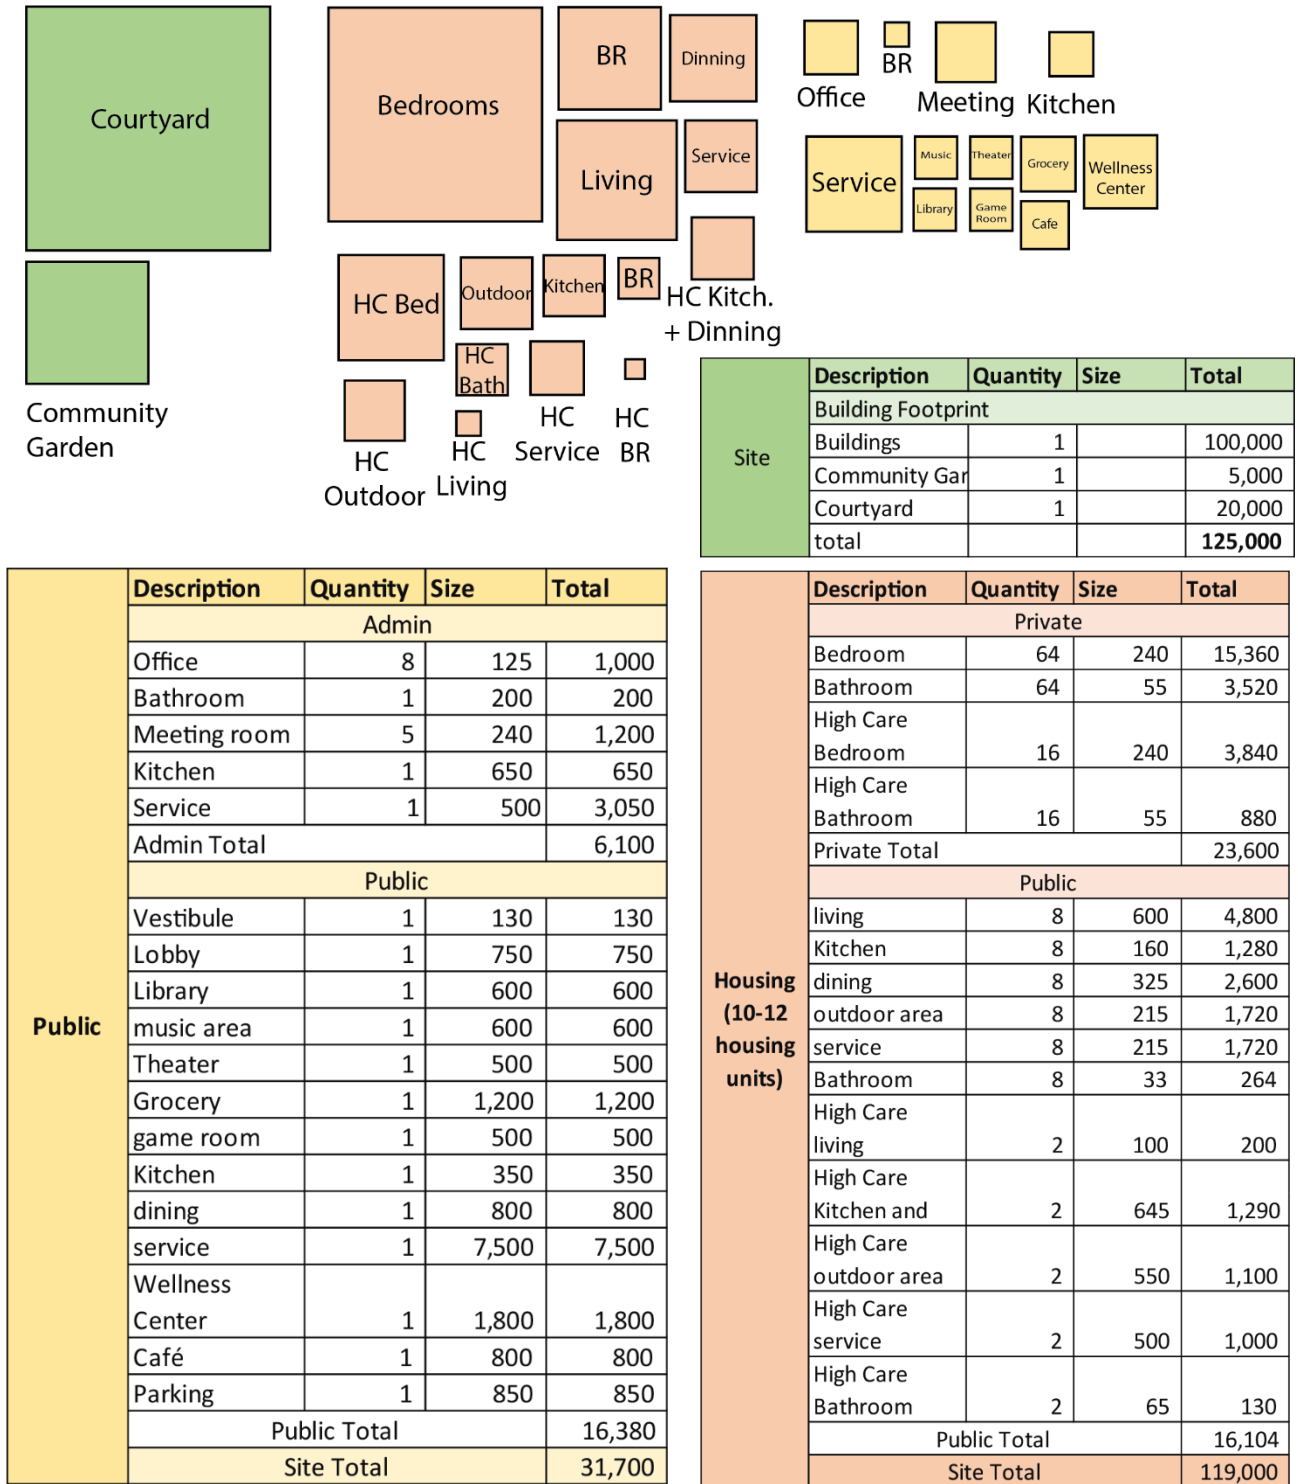 Courtyard
Community
Garden
Bedrooms
BR
Dinning
Living
Service
HC Bed
Outdoor
Kitchen
BR
HC Kitch.
+ Dinning
HC
Bath
HC
Outdoor
HC
Living
HC
Service
HC
BR
Office
BR
Meeting
Kitchen
Service
Music
Theater
Grocery
Wellness
Center
Library
Game
Room
Cafe
Site
Description Quantity Size Total
Building Footprint
Buildings 1 100,000
Community Gar 1 5,000
Courtyard 1 20,000
total 125,000
Public
Description Quantity Size Total
Admin
Office 8 125 1,000
Bathroom 1 200 200
Meeting room 5 240 1,200
Kitchen 1 650 650
Service 1 500 3,050
Admin Total 6,100
Public
Vestibule 1 130 130
Lobby 1 750 750
Library 1 600 600
music area 1 600 600
Theater 1 500 500
Grocery 1 1,200 1,200
game room 1 500 500
Kitchen 1 350 350
dining 1 800 800
service 1 7,500 7,500
Wellness
Center 1 1,800 1,800
Café 1 800 800
Parking 1 850 850
Public Total 16,380
Site Total 31,700
Housing
(10-12
housing
units)
Description Quantity Size Total
Private
Bedroom 64 240 15,360
Bathroom 64 55 3,520
High Care
Bedroom 16 240 3,840
High Care
Bathroom 16 55 880
Private Total 23,600
Public
living 8 600 4,800
Kitchen 8 160 1,280
dining 8 325 2,600
outdoor area 8 215 1,720
service 8 215 1,720
Bathroom 8 33 264
High Care
living 2 100 200
High Care
Kitchen and 2 645 1,290
High Care
outdoor area 2 550 1,100
High Care
service 2 500 1,000
High Care
Bathroom 2 65 130
Public Total 16,104
Site Total 119,000